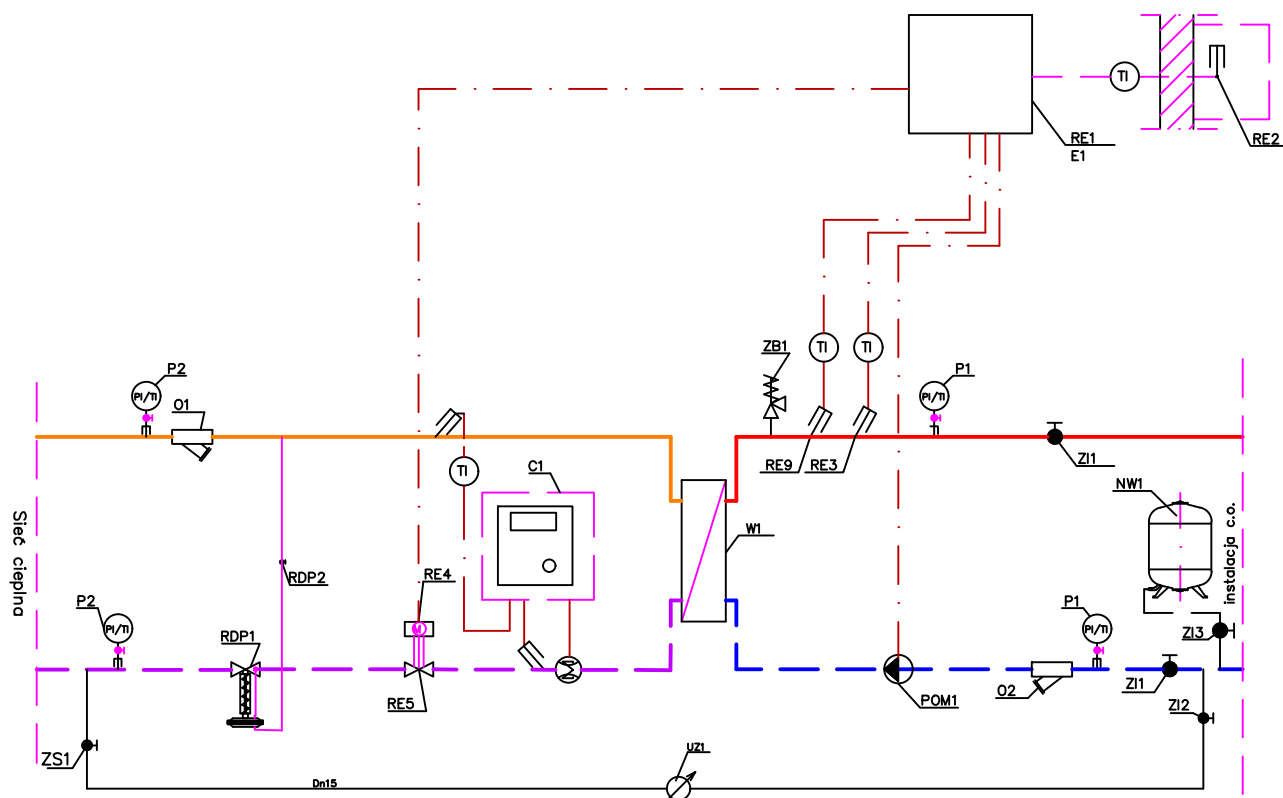 TI
RE1
E1
RE2
P2
PI/TI
O1
ZB1
TI
TI
P1
PI/TI
RE9
RE3
ZI1
TI
C1
NW1
W1
Sieć cieplna
instalacja c.o.
RDP2
RE4
M
P2
PI/TI
RDP1
P1
PI/TI
ZI3
RE5
POM1
O2
ZI1
ZI2
ZS1
UZ1
Dn15